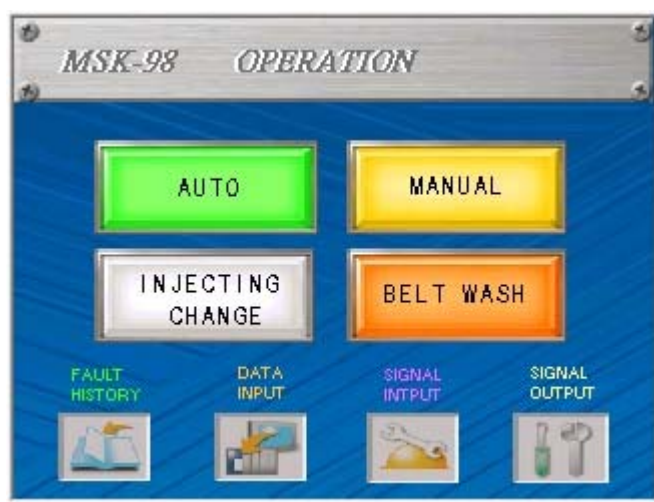 MSK-98 OPERATION
AUTO
MANUAL
INJECTING
CHANGE
BELT WASH
FAULT
HISTORY
DATA
INPUT
SIGNAL
INTPUT
SIGNAL
OUTPUT